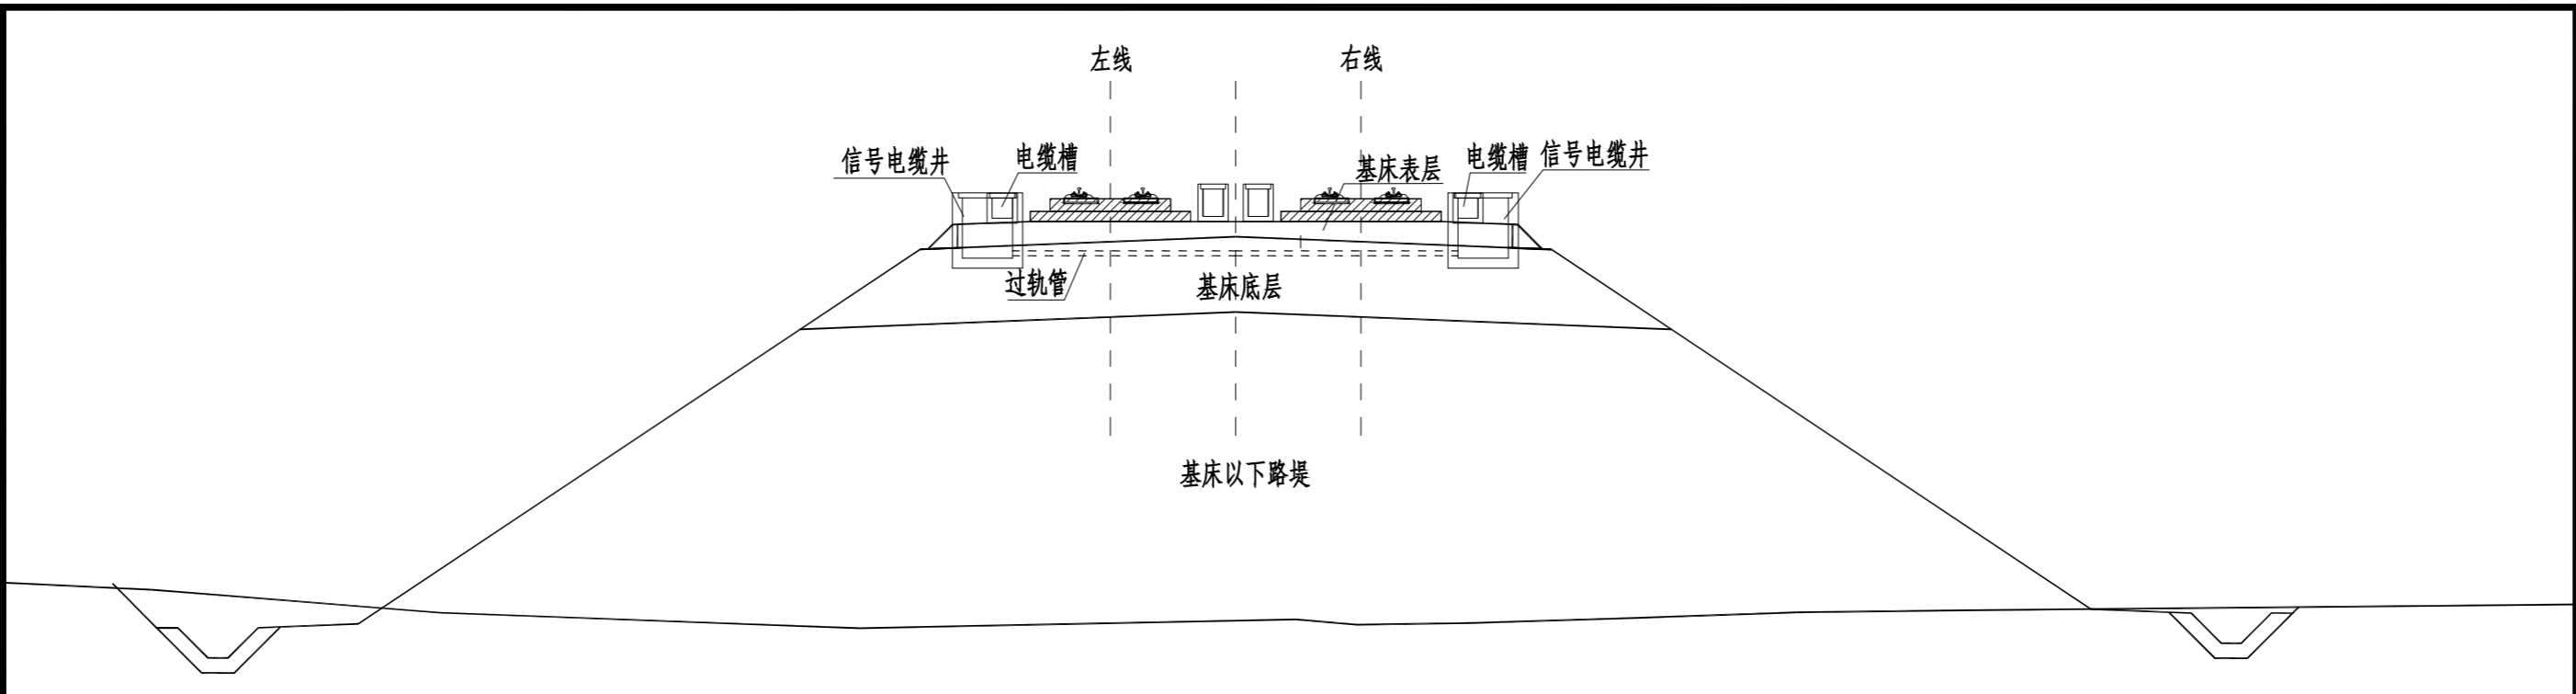 左线
右线
信号电缆井
电缆槽
基床表层
电缆槽
信号电缆井
过轨管
基床底层
基床以下路堤